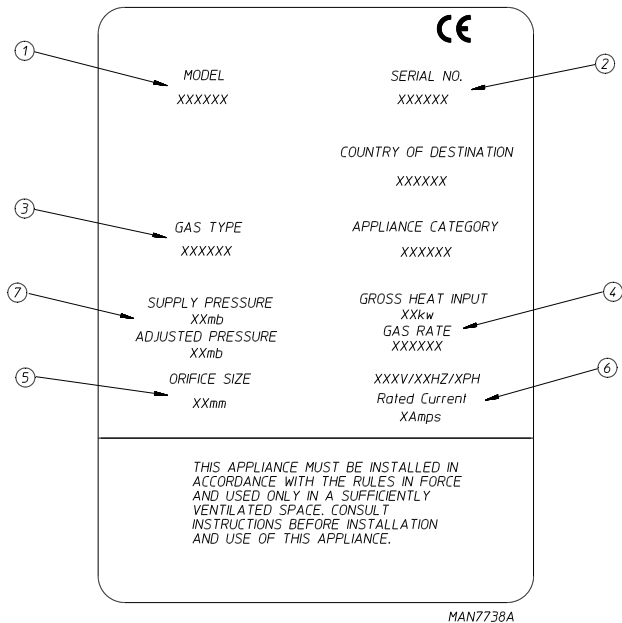 CE
1
MODEL
XXXXXX
SERIAL NO.
XXXXXX
2
COUNTRY OF DESTINATION
XXXXXX
3
GAS TYPE
XXXXXX
APPLIANCE CATEGORY
XXXXXX
7
SUPPLY PRESSURE
XXmb
ADJUSTED PRESSURE
XXmb
GROSS HEAT INPUT
XXkw
GAS RATE
XXXXXX
4
5
ORIFICE SIZE
XXmm
XXXV/XXHZ/XPH
Rated Current
XAmps
6
THIS APPLIANCE MUST BE INSTALLED IN
ACCORDANCE WITH THE RULES IN FORCE
AND USED ONLY IN A SUFFICIENTLY
VENTILATED SPACE. CONSULT
INSTRUCTIONS BEFORE INSTALLATION
AND USE OF THIS APPLIANCE.
MAN7738A